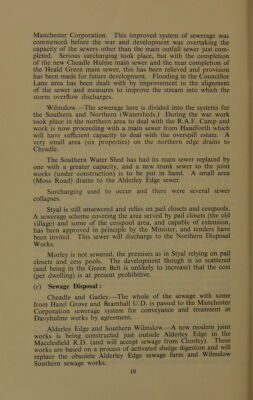 Manchester Corporation. This improved system of sewerage was
commenced before the war and development was overtaking the
capacity of the sewers other than the main outfall sewer just com-
pleted. Serious surcharging took place, but with the completion
of the new Cheadle Hulme main sewer and the near completion of
the Heald Green main sewer, this has been relieved and provision
has been made for future development. Flooding in the Councillor
Lane area has been dealt with by improvement in the alignment
of the sewer and measures to improve the stream into which the
storm overflow discharges.
Wilmslow.—The sewerage here is divided into the systems for
the Southern and Northern (Watersheds.) During the war work
took place in the northern area to deal with the R.A.F. Camp and
work is now proceeding with a main sewer from Handforth which
will have sufficient capacity to deal with the overspill estate. A
very small area (six properties) on the northern edge drains to
Cheadle.
The Southern Water Shed has had its main sewer replaced by
one with a greater capacity, and a new trunk sewer to the joint
works (under construction) is to be put in hand. A small area
(Moss Road) drains to the Alderley Edge sewer.
Surcharging used to occur and there were several sewer
collapses.
Styal is still unsewered and relies on pail closets and cesspools.
A sewerage scheme covering the area served by pail closets (the old
village) and some of the cesspool area, and capable of extension,
has been approved in principle by the Minister, and tenders have
been invited. This sewer will discharge to the Northern Disposal
Works.
Morley is not sewered, the premises as in Styal relying on pail
closets and cess pools. The development though is so scattered
(and being in the Green Belt is unlikely to increase) that the cost
(per dwelling) is at present prohibitive.
(c) Sewage Disposal :
Cheadle and Gatley.—The whole of the sewage with some
from Hazel Grove and Bramhall U.D. is passed to the Manchester
Corporation sewerage system for conveyance and treatment at
Davyhulme works by agreement.
Alderley Edge and Southern Wilmslow.—A new modern joint
works is being constructed just outside Alderley Edge in the
Macclesfield R.D. (and will accept sewage from Chorley). These
works are based on a process of activated sludge digestion and will
replace the obsolete Alderley Edge sewage farm and Wilmslow
Southern sewage works.
10